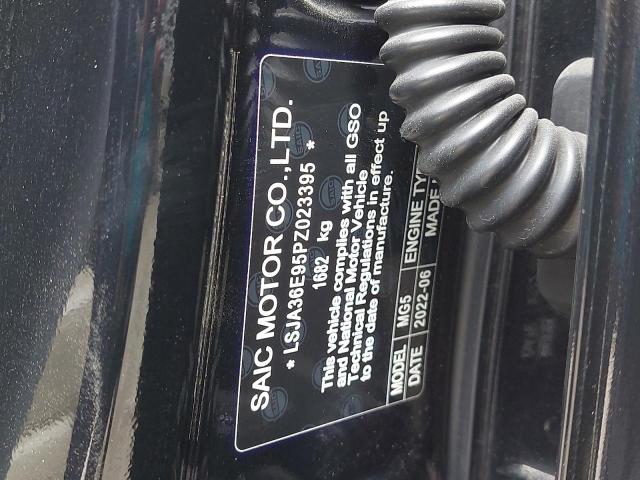 SAIC MOTOR CO.,LTD.
* LSJA36E95PZ023395 *
1682 kg
This vehicle complies with all GSO
and National Motor Vehicle
Technical Regulations in effect up
to the date of manufacture.
MODEL MG5 ENGINE TYP
DATE 2022-06 MADE